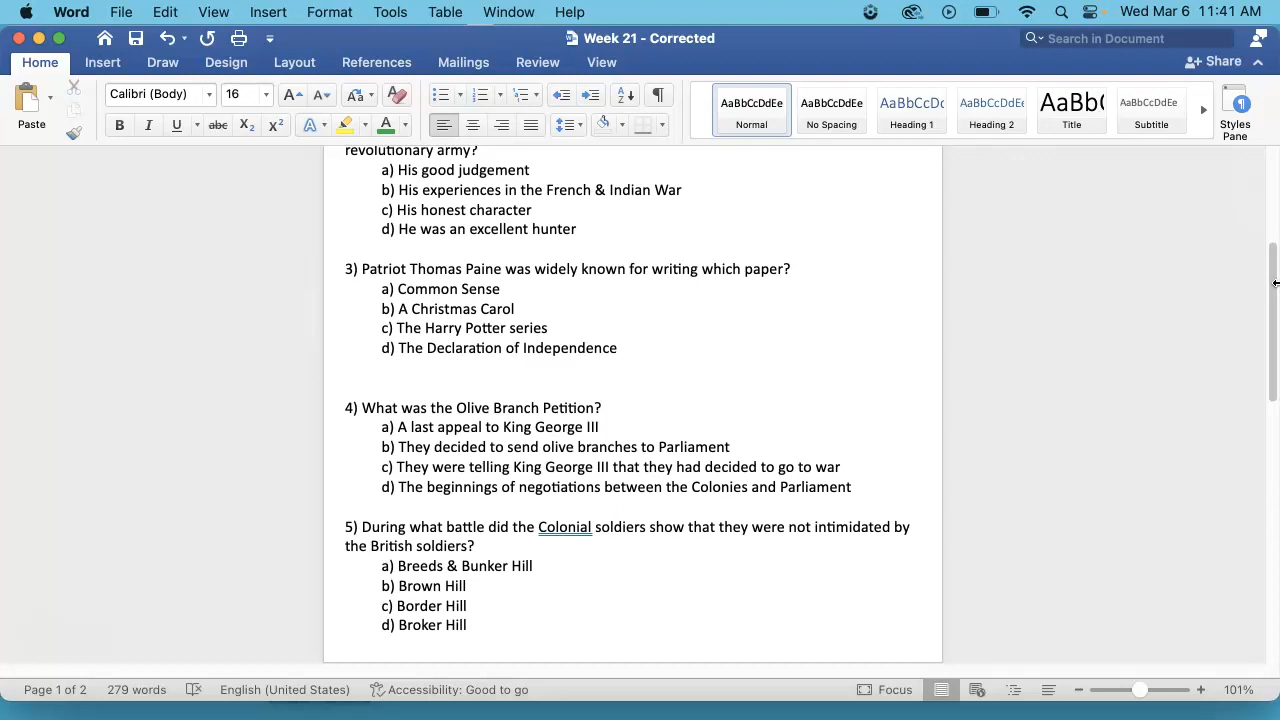 Word File Edit View Insert Format Tools Table Window Help Wed Mar 6 11:41 AM
Week 21 - Corrected Search in Document
Home Insert Draw Design Layout References Mailings Review View Share
Paste Calibri (Body) 16 Aa A
B I U abc X2 X2 A A
AaBbCcDdEe AaBbCcDdEe AaBbCcDc AaBbCcDdEe AaBb( AaBbCcDdEe
Normal No Spacing Heading 1 Heading 2 Title Subtitle Styles Pane
revolutionary army?
a) His good judgement
b) His experiences in the French & Indian War
c) His honest character
d) He was an excellent hunter
3) Patriot Thomas Paine was widely known for writing which paper?
a) Common Sense
b) A Christmas Carol
c) The Harry Potter series
d) The Declaration of Independence
4) What was the Olive Branch Petition?
a) A last appeal to King George III
b) They decided to send olive branches to Parliament
c) They were telling King George III that they had decided to go to war
d) The beginnings of negotiations between the Colonies and Parliament
5) During what battle did the Colonial soldiers show that they were not intimidated by
the British soldiers?
a) Breeds & Bunker Hill
b) Brown Hill
c) Border Hill
d) Broker Hill
Page 1 of 2 279 words English (United States) Accessibility: Good to go Focus 101%